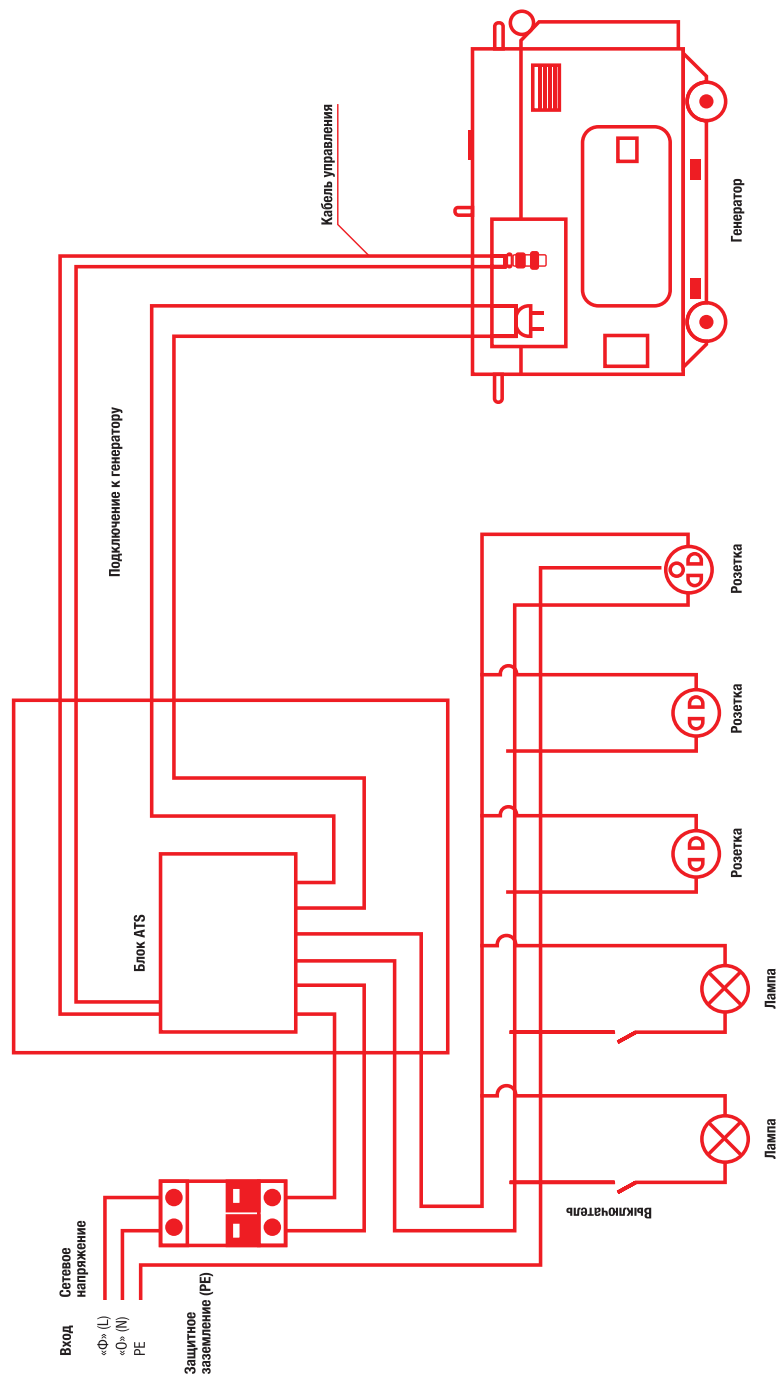 Вход
Сетевое
напряжение
«Ф» (L)
«О» (N)
PE
Защитное
заземление (PE)
Блок ATS
Подключение к генератору
Кабель управления
Генератор
Выключатель
Лампа
Лампа
Розетка
Розетка
Розетка